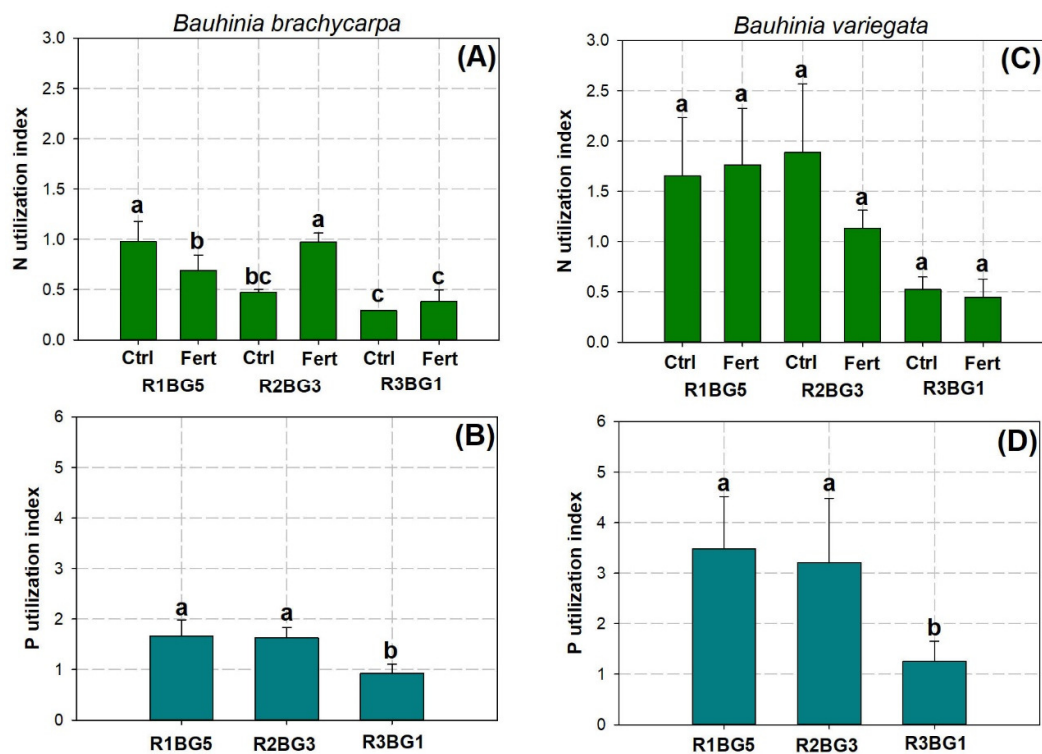 Bauhinia brachycarpa
(A)
N utilization index
3.0
2.5
2.0
1.5
1.0
0.5
0.0
a
b
bc
a
c
c
Ctrl Fert Ctrl Fert Ctrl Fert
R1BG5 R2BG3 R3BG1
(B)
P utilization index
6
5
4
3
2
1
0
a
a
b
R1BG5 R2BG3 R3BG1
Bauhinia variegata
(C)
N utilization index
3.0
2.5
2.0
1.5
1.0
0.5
0.0
a
a
a
a
a
a
Ctrl Fert Ctrl Fert Ctrl Fert
R1BG5 R2BG3 R3BG1
(D)
P utilization index
6
5
4
3
2
1
0
a
a
b
R1BG5 R2BG3 R3BG1